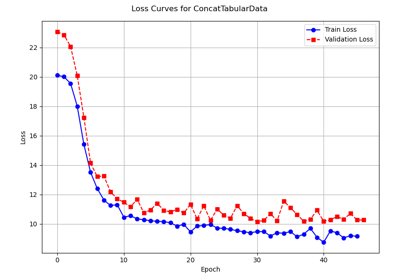 Loss Curves for ConcatTabularData
Train Loss
Validation Loss
22
20
18
16
14
12
10
Loss
0
10
20
30
40
Epoch